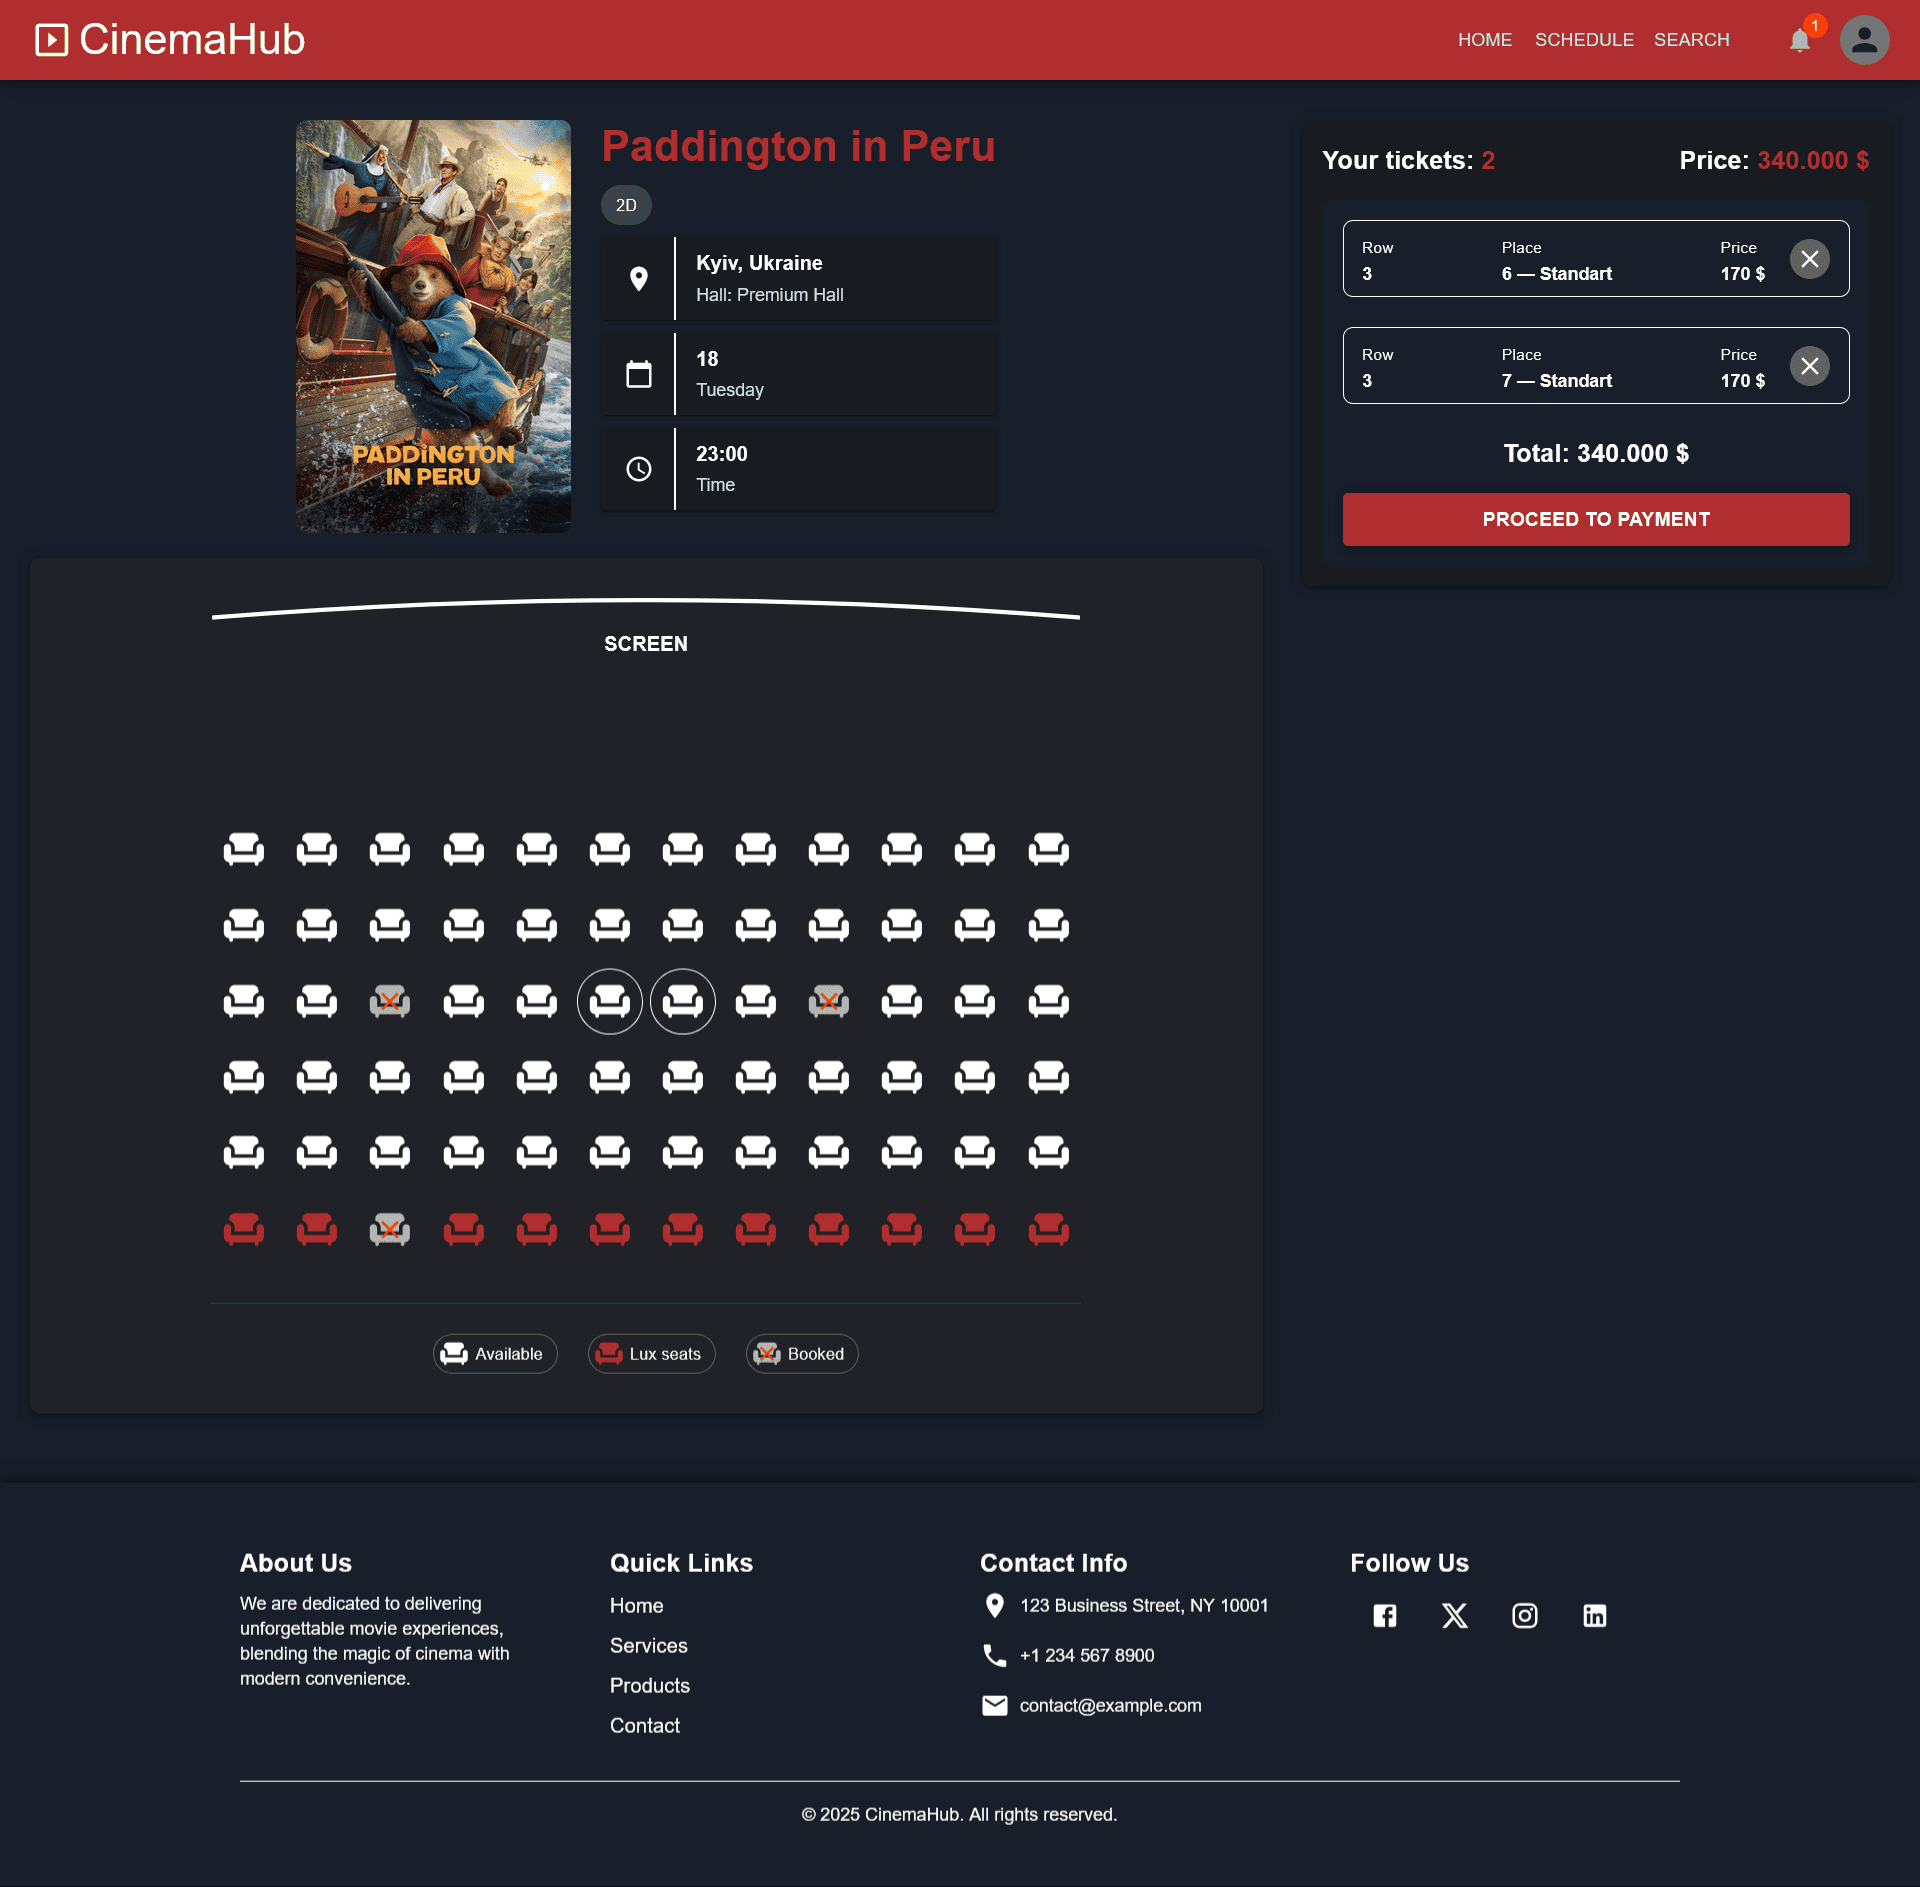 CinemaHub
HOME SCHEDULE SEARCH
1
PADDINGTON
IN PERU
Paddington in Peru
2D
Kyiv, Ukraine
Hall: Premium Hall
18
Tuesday
23:00
Time
Your tickets: 2 Price: 340.000 $
Row Place Price
3 6 — Standart 170 $
Row Place Price
3 7 — Standart 170 $
Total: 340.000 $
PROCEED TO PAYMENT
SCREEN
Available Lux seats Booked
About Us
We are dedicated to delivering
unforgettable movie experiences,
blending the magic of cinema with
modern convenience.
Quick Links
Home
Services
Products
Contact
Contact Info
123 Business Street, NY 10001
+1 234 567 8900
contact@example.com
Follow Us
© 2025 CinemaHub. All rights reserved.